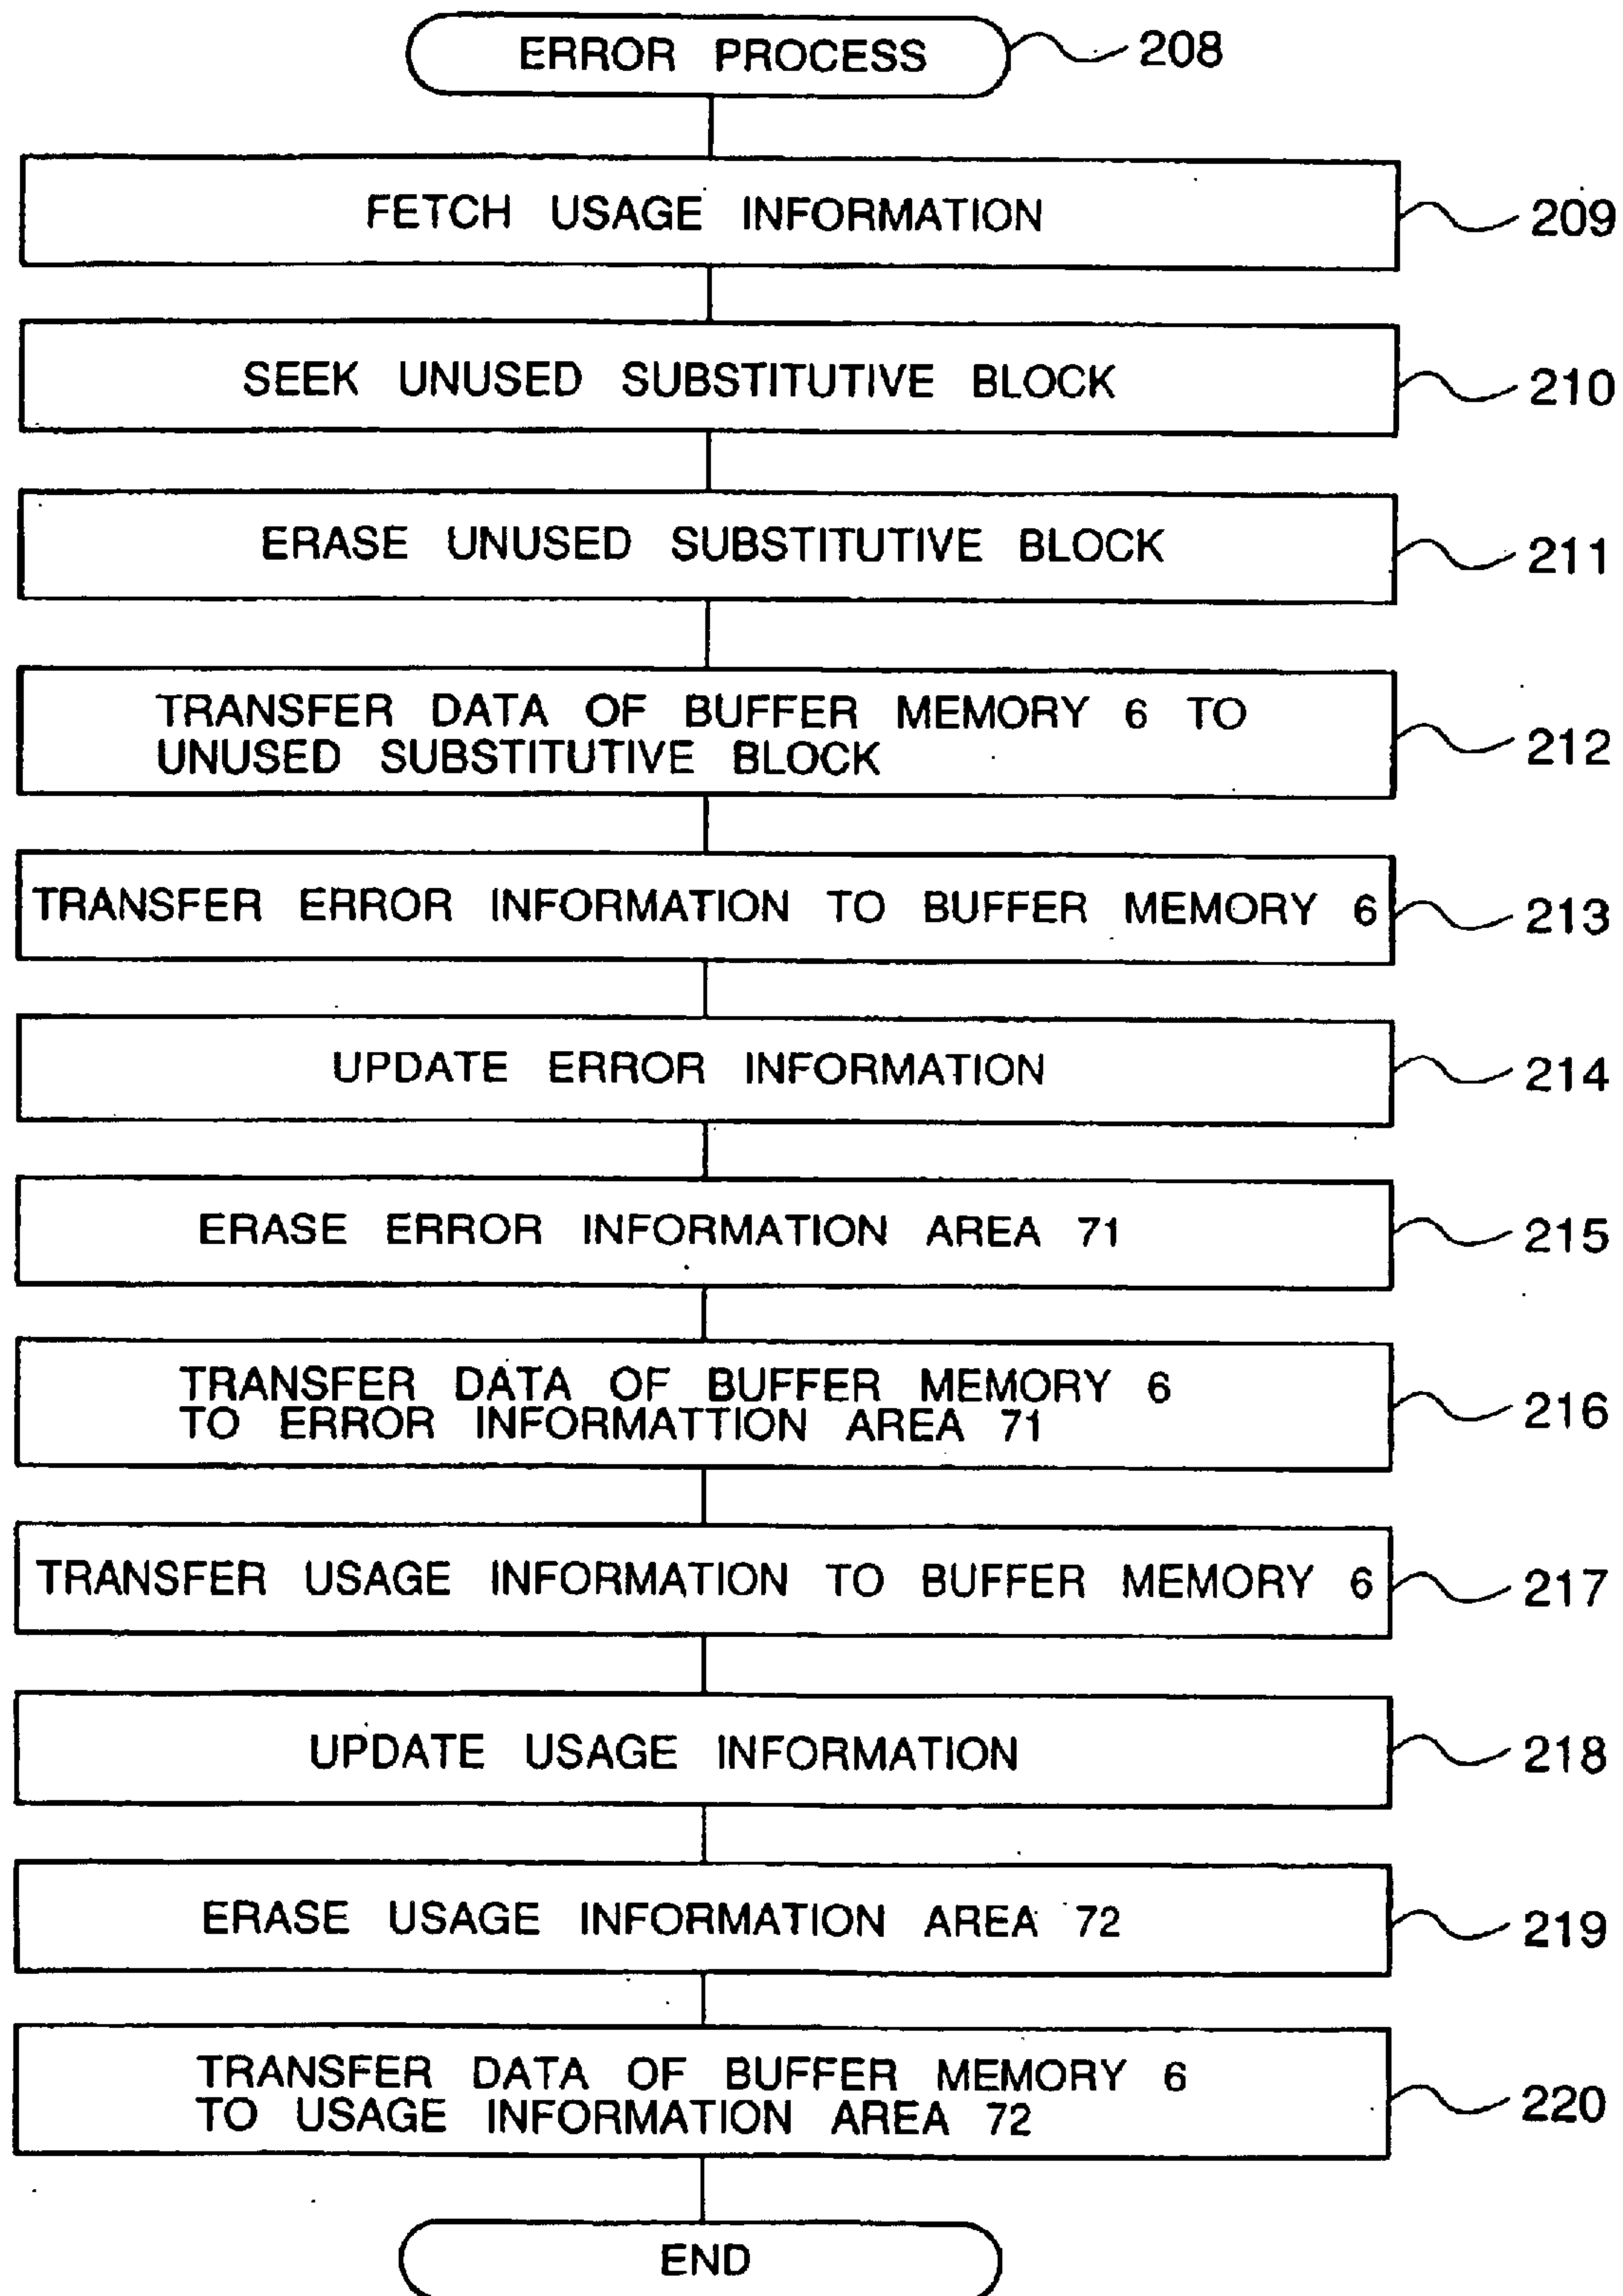 ERROR PROCESS 208
FETCH USAGE INFORMATION 209
SEEK UNUSED SUBSTITUTIVE BLOCK 210
ERASE UNUSED SUBSTITUTIVE BLOCK 211
TRANSFER DATA OF BUFFER MEMORY 6 TO
UNUSED SUBSTITUTIVE BLOCK 212
TRANSFER ERROR INFORMATION TO BUFFER MEMORY 6 213
UPDATE ERROR INFORMATION 214
ERASE ERROR INFORMATION AREA 71 215
TRANSFER DATA OF BUFFER MEMORY 6
TO ERROR INFORMATTION AREA 71 216
TRANSFER USAGE INFORMATION TO BUFFER MEMORY 6 217
UPDATE USAGE INFORMATION 218
ERASE USAGE INFORMATION AREA 72 219
TRANSFER DATA OF BUFFER MEMORY 6
TO USAGE INFORMATION AREA 72 220
END